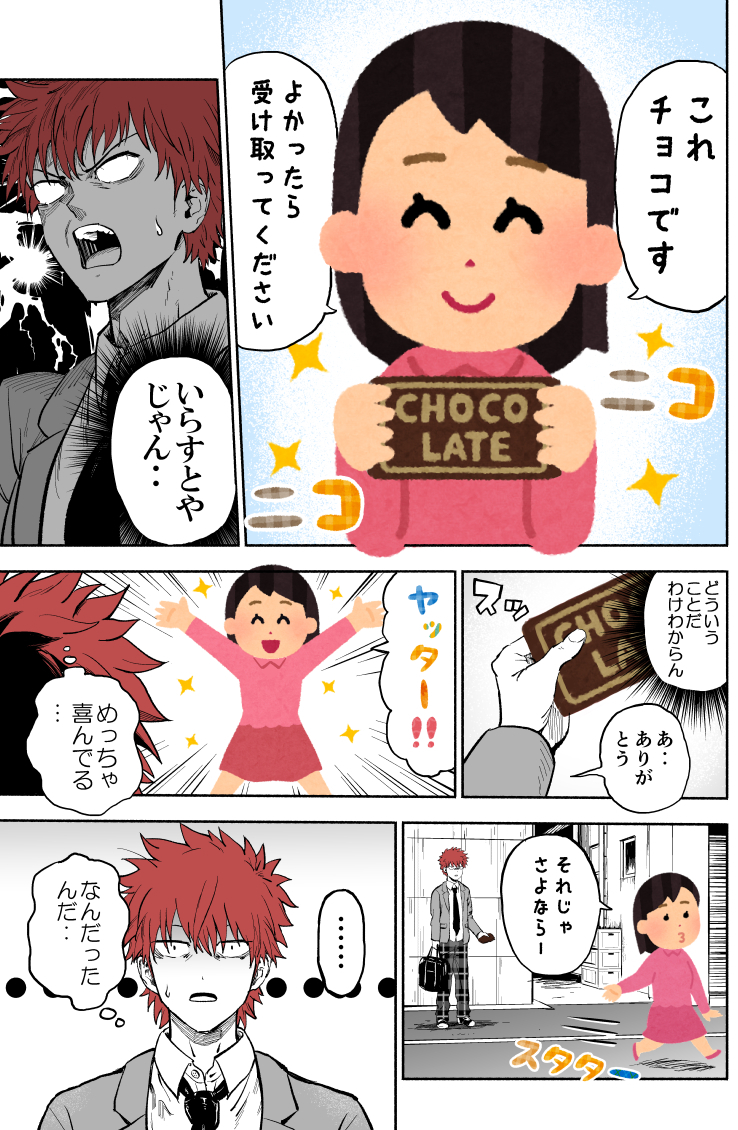 これ
チョコです
よかったら
受け取ってください
CHOCO
LATE
ニコ
ニコ
いらすとや
じゃん‥
どういう
ことだ
わけわからん
スッ
CHO
LA
あ‥
ありが
とう
ヤッター!!
めっちゃ
喜んでる
…
それじゃ
さよならー
スタター
……
なんだった
んだ‥